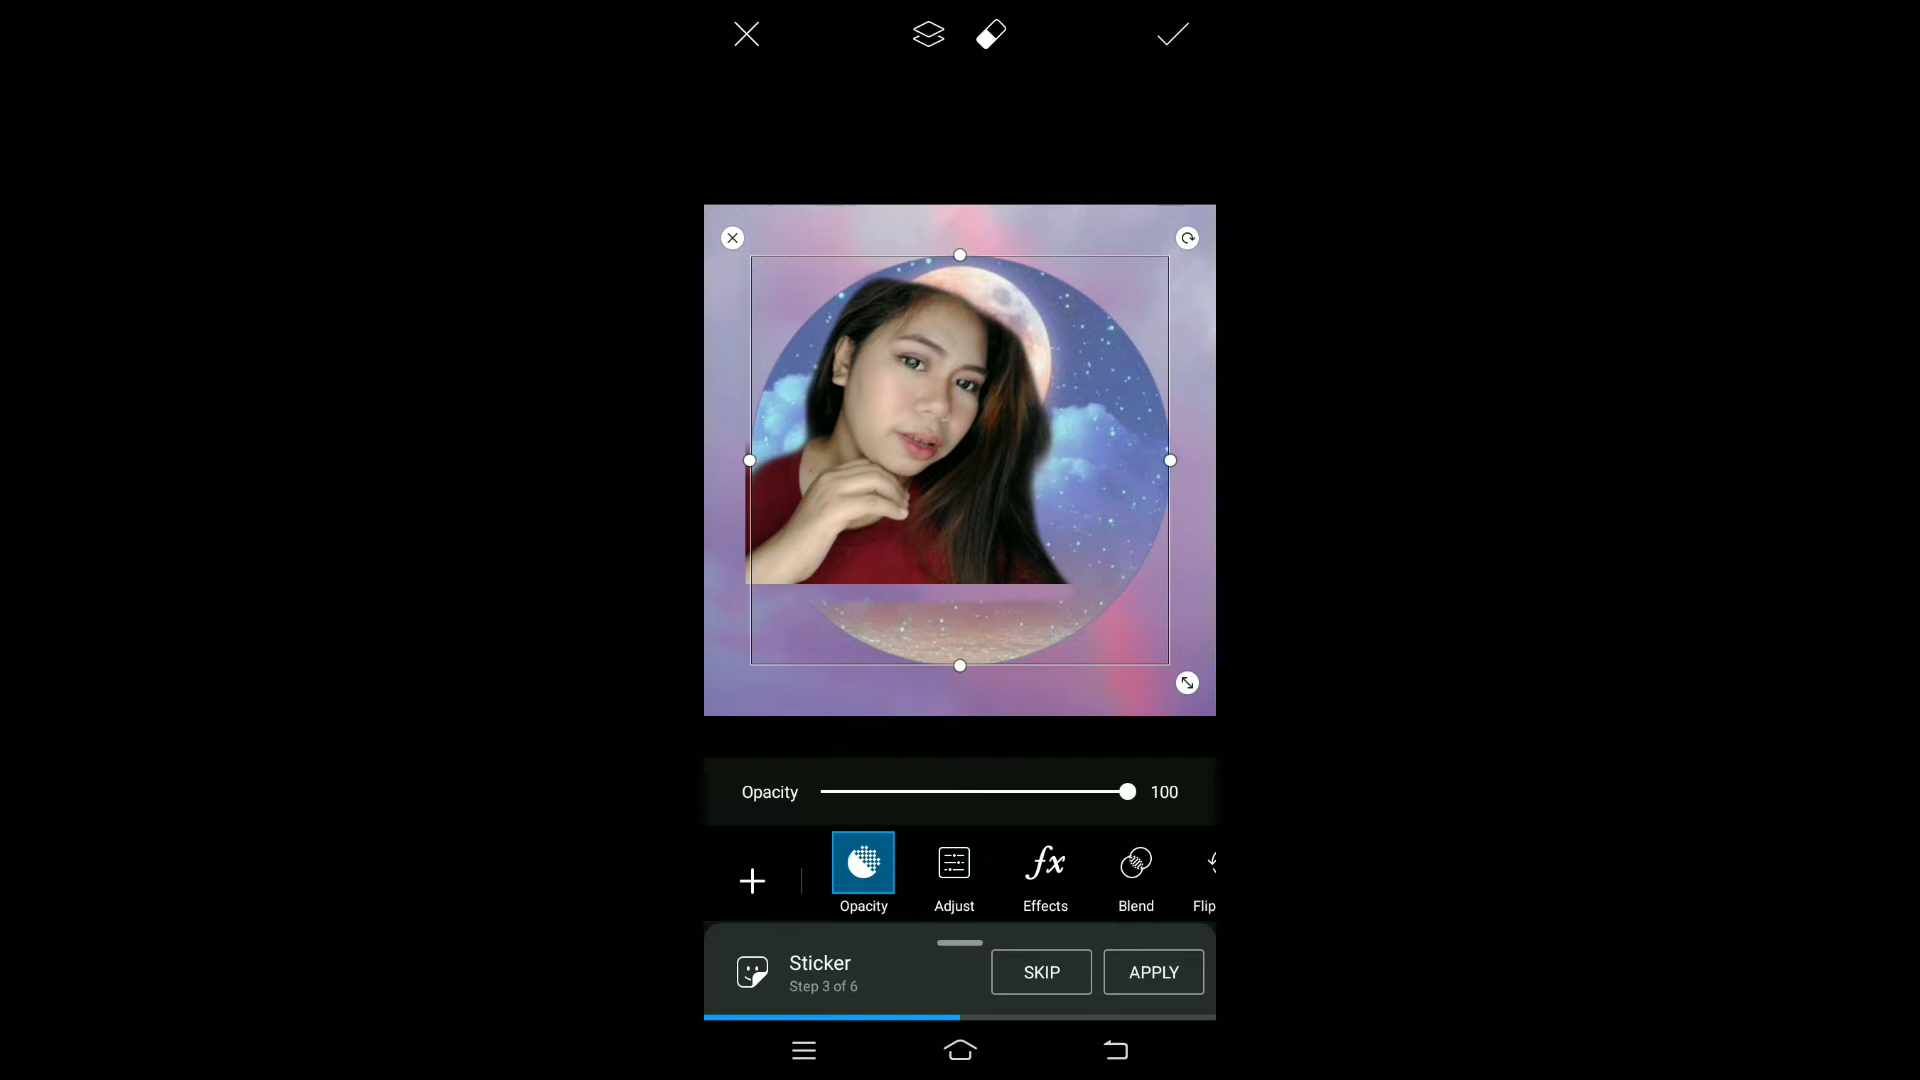 Opacity 100
Opacity Adjust Effects Blend Flip
Sticker
Step 3 of 6
SKIP APPLY